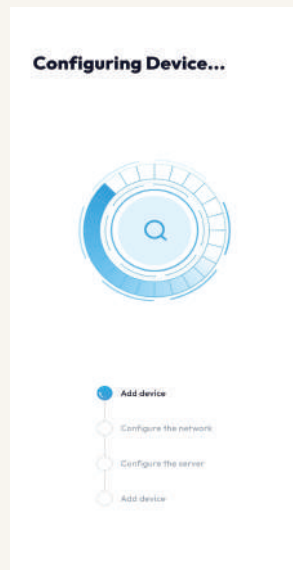 Configuring Device...
Add device
Configure the network
Configure the server
Add device